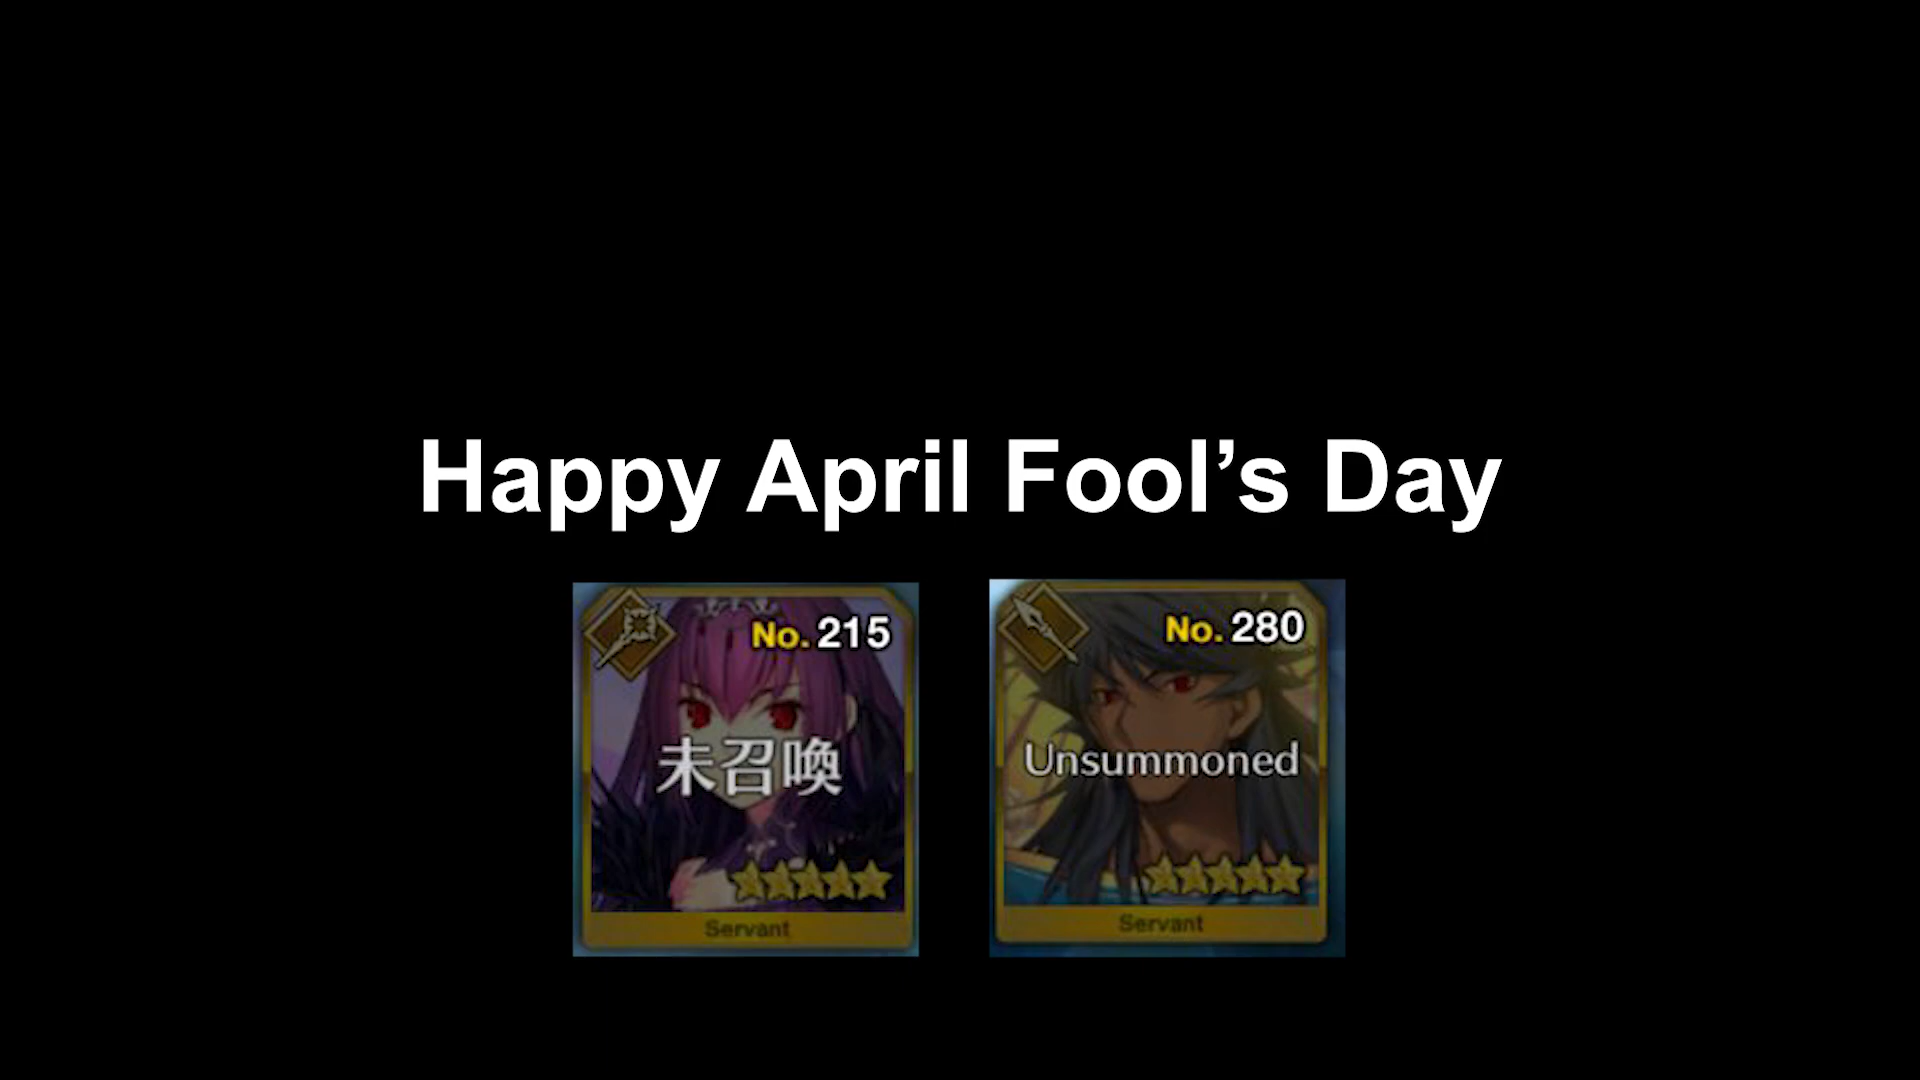 Happy April Fool’s Day
No. 215
未召喚
Servant
No. 280
Unsummoned
Servant